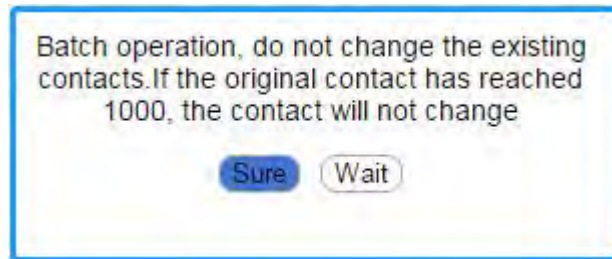 Batch operation, do not change the existing
contacts.If the original contact has reached
1000, the contact will not change
Sure Wait